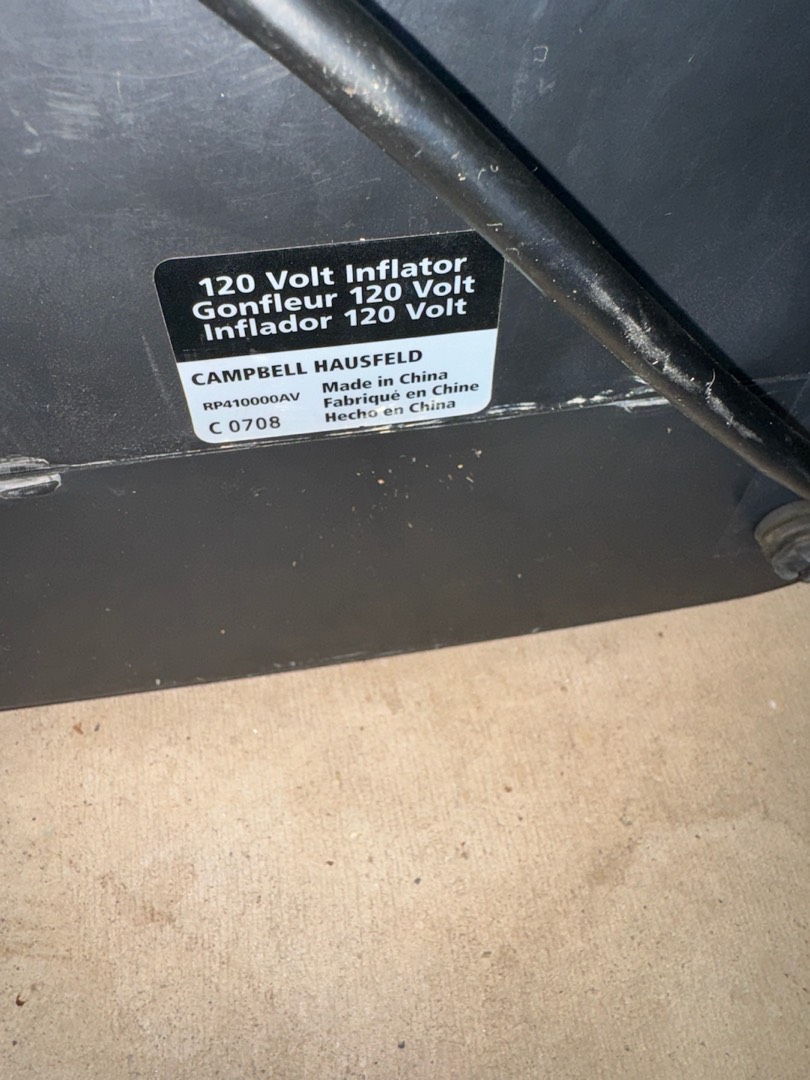 120 Volt Inflator
Gonfleur 120 Volt
Inflador 120 Volt
CAMPBELL HAUSFELD
RP410000AV
C 0708
Made in China
Fabriqué en Chine
Hecho en China